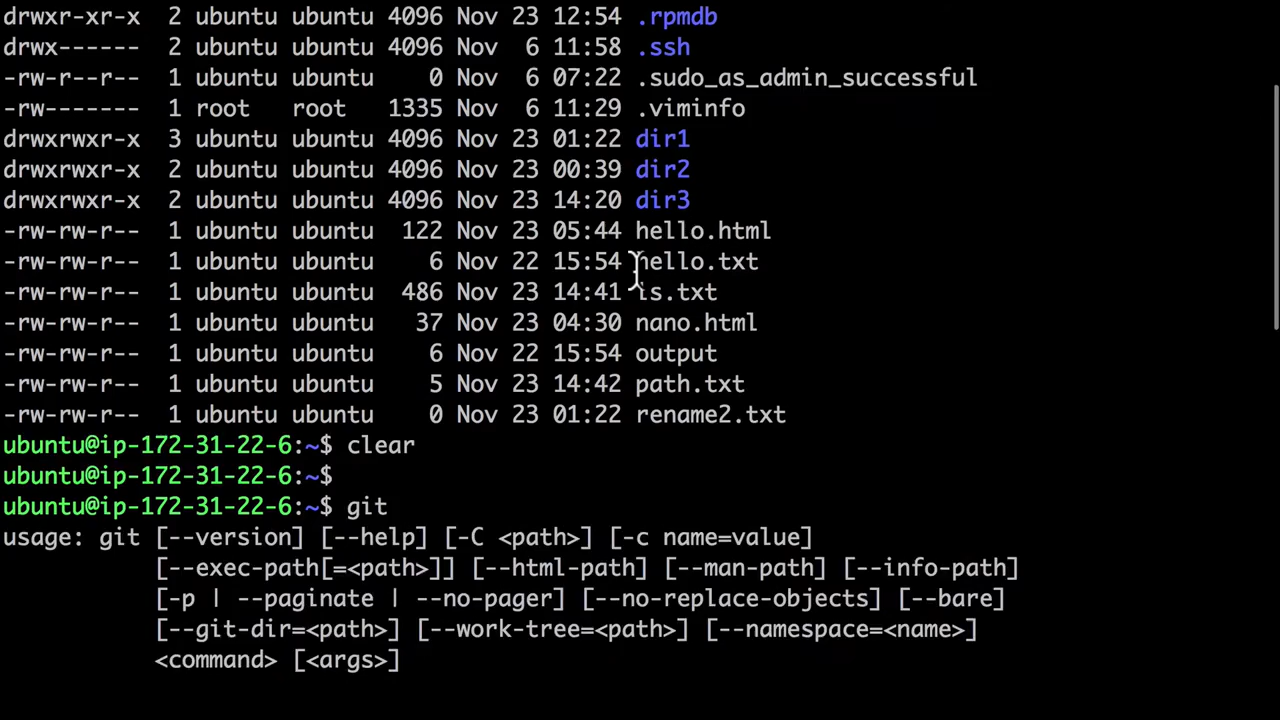 drwxr-xr-x 2 ubuntu ubuntu 4096 Nov 23 12:54 .rpmdb
drwx------ 2 ubuntu ubuntu 4096 Nov  6 11:58 .ssh
-rw-r--r-- 1 ubuntu ubuntu    0 Nov  6 07:22 .sudo_as_admin_successful
-rw------- 1 root   root   1335 Nov  6 11:29 .viminfo
drwxrwxr-x 3 ubuntu ubuntu 4096 Nov 23 01:22 dir1
drwxrwxr-x 2 ubuntu ubuntu 4096 Nov 23 00:39 dir2
drwxrwxr-x 2 ubuntu ubuntu 4096 Nov 23 14:20 dir3
-rw-rw-r-- 1 ubuntu ubuntu  122 Nov 23 05:44 hello.html
-rw-rw-r-- 1 ubuntu ubuntu    6 Nov 22 15:54 hello.txt
-rw-rw-r-- 1 ubuntu ubuntu  486 Nov 23 14:41 ls.txt
-rw-rw-r-- 1 ubuntu ubuntu   37 Nov 23 04:30 nano.html
-rw-rw-r-- 1 ubuntu ubuntu    6 Nov 22 15:54 output
-rw-rw-r-- 1 ubuntu ubuntu    5 Nov 23 14:42 path.txt
-rw-rw-r-- 1 ubuntu ubuntu    0 Nov 23 01:22 rename2.txt
ubuntu@ip-172-31-22-6:~$ clear
ubuntu@ip-172-31-22-6:~$
ubuntu@ip-172-31-22-6:~$ git
usage: git [--version] [--help] [-C <path>] [-c name=value]
           [--exec-path[=<path>]] [--html-path] [--man-path] [--info-path]
           [-p | --paginate | --no-pager] [--no-replace-objects] [--bare]
           [--git-dir=<path>] [--work-tree=<path>] [--namespace=<name>]
           <command> [<args>]